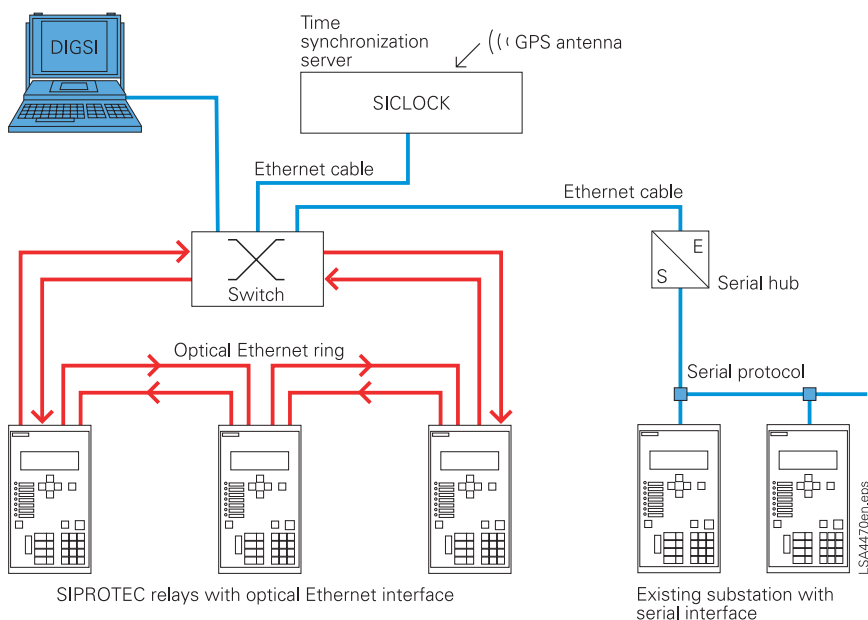 Time
synchronization
server
GPS antenna
DIGSI
SICLOCK
Ethernet cable
Ethernet cable
E
S
Serial hub
Switch
Optical Ethernet ring
Serial protocol
SIPROTEC relays with optical Ethernet interface
Existing substation with
serial interface
LSA4470en.eps